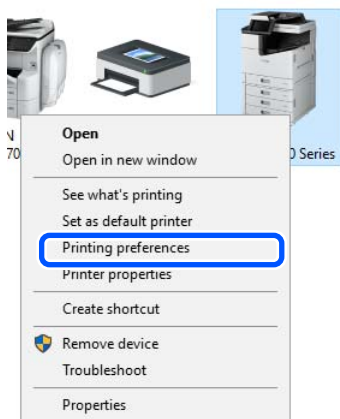 N
70
0 Series
Open
Open in new window
See what's printing
Set as default printer
Printing preferences
Printer properties
Create shortcut
Remove device
Troubleshoot
Properties